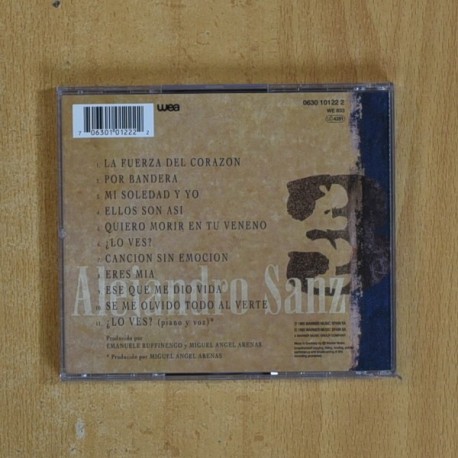 wea
0630 10122 2
WE 833
7 06301 01222 2
1. LA FUERZA DEL CORAZON
2. POR BANDERA
3. MI SOLEDAD Y YO
4. ELLOS SON ASI
5. QUIERO MORIR EN TU VENENO
6. ¿LO VES?
7. CANCION SIN EMOCION
8. ERES MIA
9. ESE QUE ME DIO VIDA
10. SE ME OLVIDO TODO AL VERTE
11. ¿LO VES? (piano y voz)*
Alejandro Sanz
Producido por
EMANUELE RUFFINENGO y MIGUEL ANGEL ARENAS
* Producido por MIGUEL ANGEL ARENAS